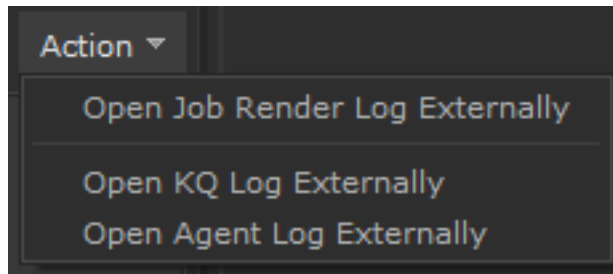 Action
Open Job Render Log Externally
Open KQ Log Externally
Open Agent Log Externally